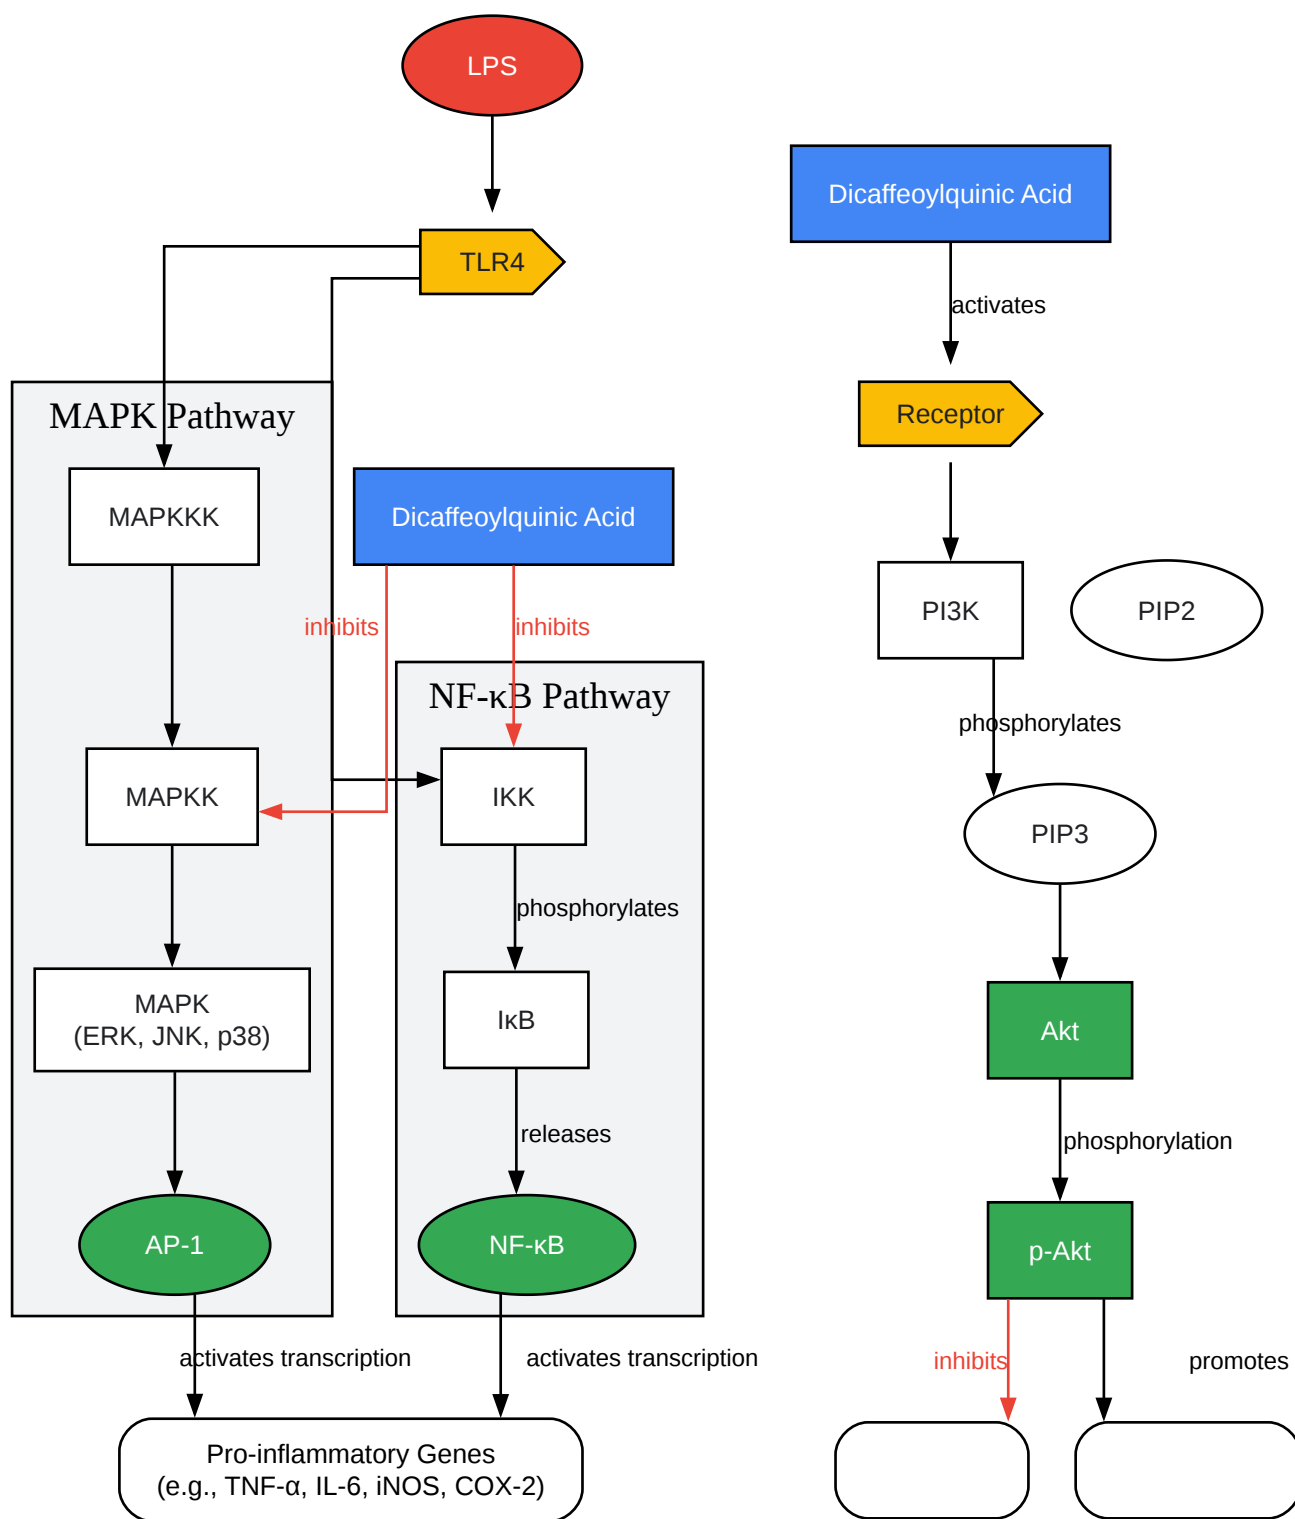 LPS
TLR4
MAPK Pathway
MAPKKK
Dicaffeoylquinic Acid
inhibits
inhibits
NF-κB Pathway
MAPKK
IKK
phosphorylates
MAPK
(ERK, JNK, p38)
IκB
releases
AP-1
NF-κB
activates transcription
activates transcription
Pro-inflammatory Genes
(e.g., TNF-α, IL-6, iNOS, COX-2)
Dicaffeoylquinic Acid
activates
Receptor
PI3K
PIP2
phosphorylates
PIP3
Akt
phosphorylation
p-Akt
inhibits
promotes